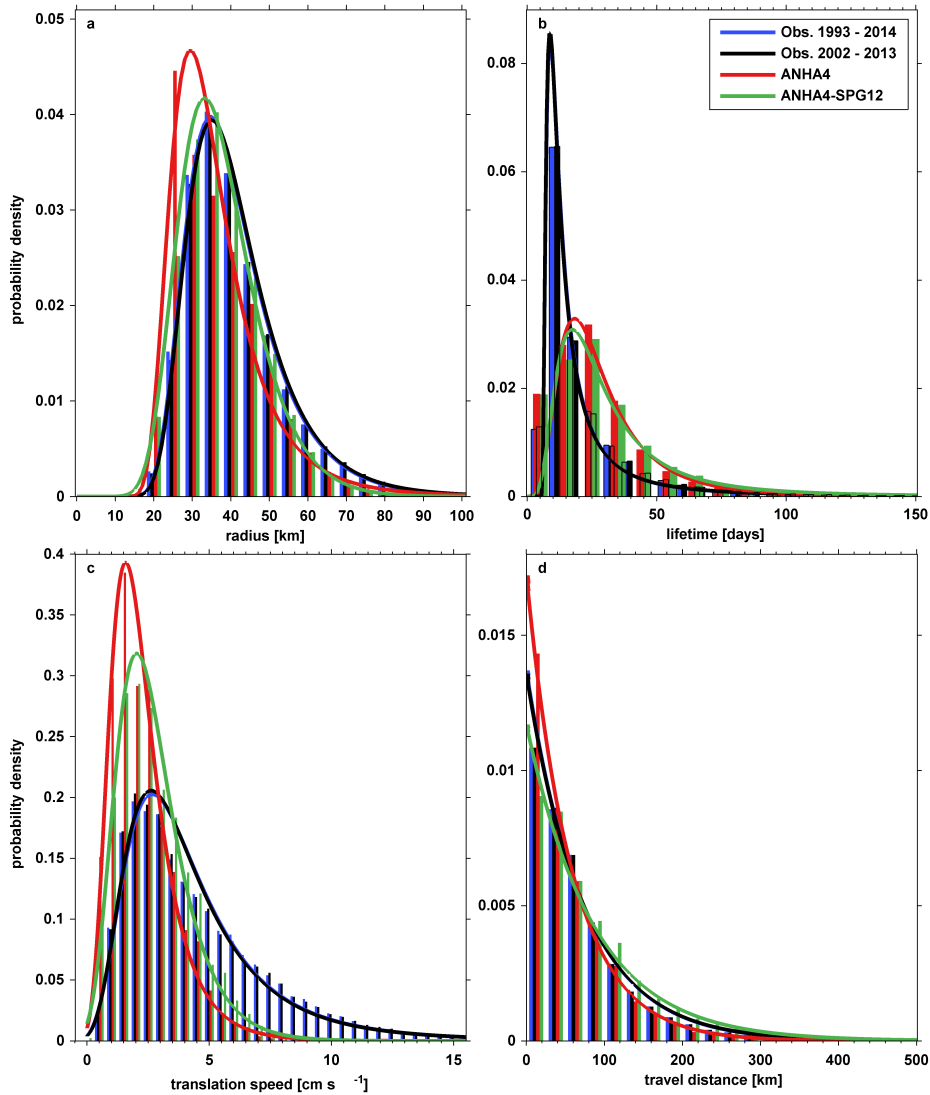 a
0.05
0.04
0.03
0.02
0.01
0
probability density
0 10 20 30 40 50 60 70 80 90 100
radius [km]
b
Obs. 1993 - 2014
Obs. 2002 - 2013
ANHA4
ANHA4-SPG12
0.08
0.06
0.04
0.02
0
0 50 100 150
lifetime [days]
c
0.4
0.35
0.3
0.25
0.2
0.15
0.1
0.05
0
probability density
0 5 10 15
translation speed [cm s -1]
d
0.015
0.01
0.005
0
0 100 200 300 400 500
travel distance [km]